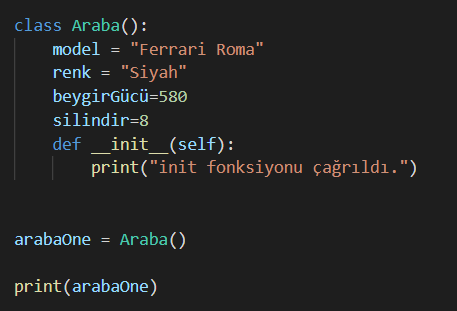 class Araba():
    model = "Ferrari Roma"
    renk = "Siyah"
    beygirGücü=580
    silindir=8
    def __init__(self):
        print("init fonksiyonu çağrıldı.")
arabaOne = Araba()
print(arabaOne)